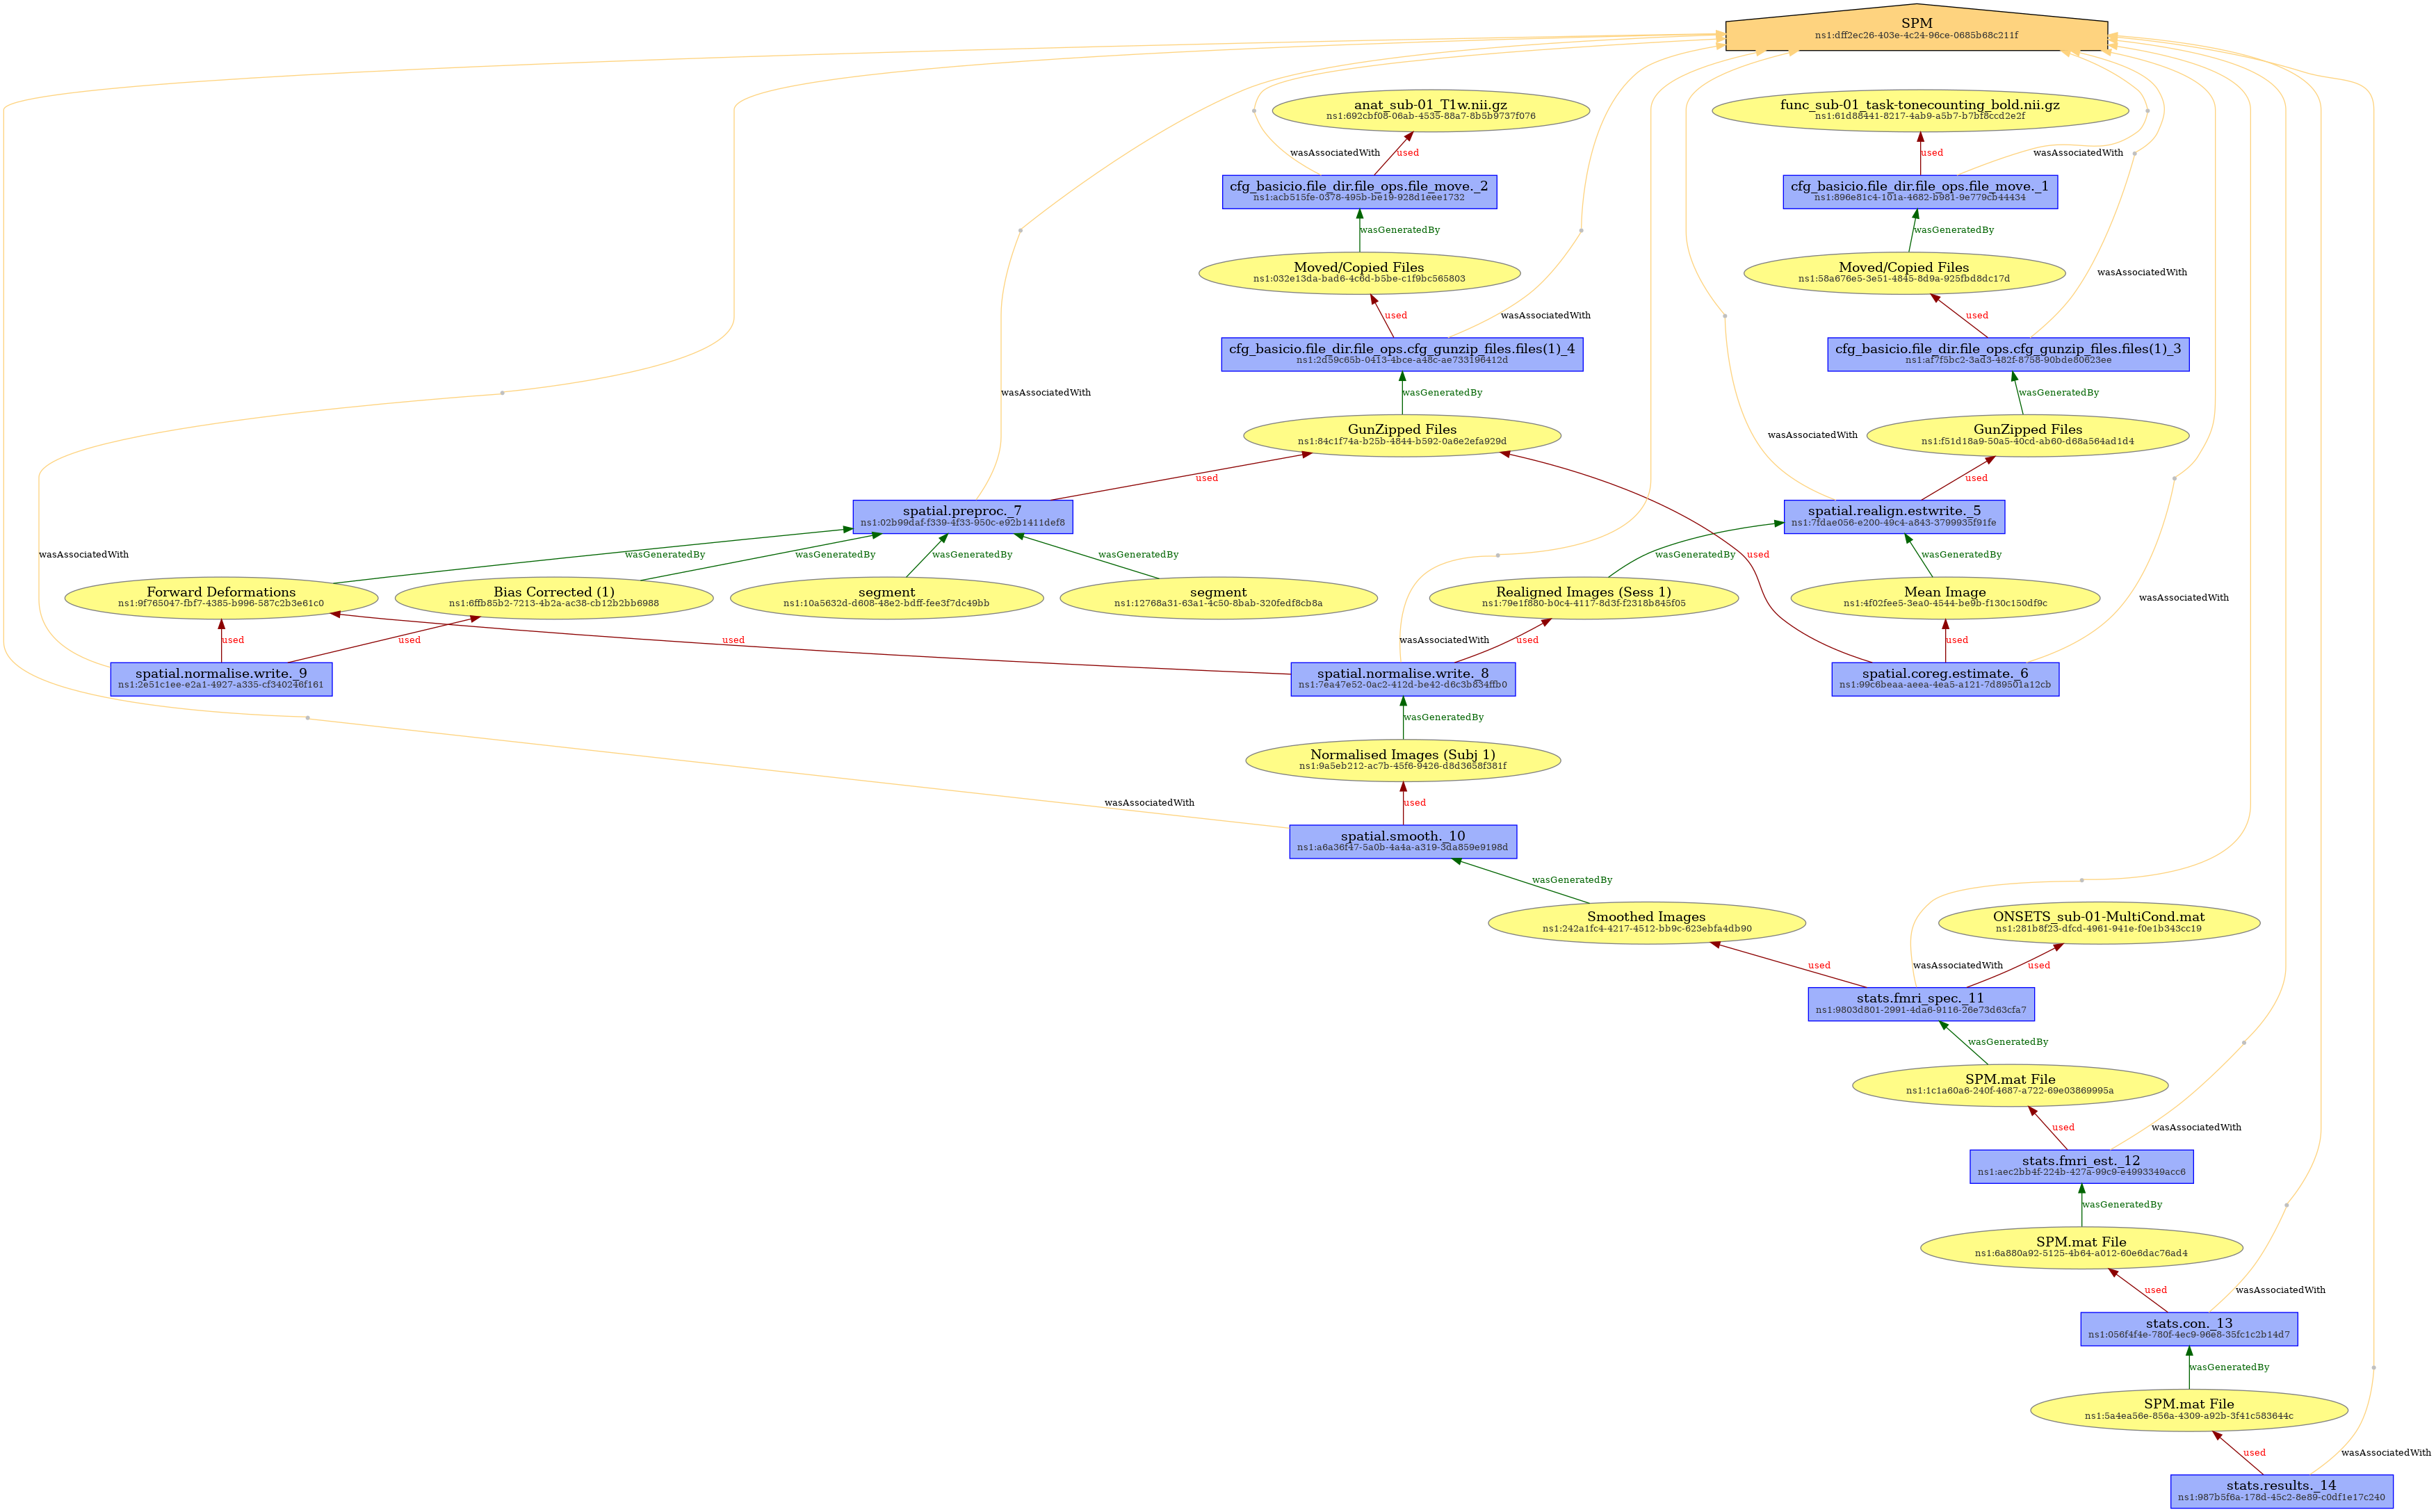 SPM
ns1:dff2ec26-403e-4c24-96ce-0685b68c211f
anat_sub-01_T1w.nii.gz
ns1:692cbf08-06ab-4535-88a7-8b5b9737f076
func_sub-01_task-tonecounting_bold.nii.gz
ns1:61d88441-8217-4ab9-a5b7-b7bf8ccd2e2f
wasAssociatedWith
used
used
wasAssociatedWith
cfg_basicio.file_dir.file_ops.file_move._2
ns1:acb515fe-0378-495b-be19-928d1eee1732
cfg_basicio.file_dir.file_ops.file_move._1
ns1:896e81c4-101a-4682-b981-9e779cb44434
wasGeneratedBy
wasGeneratedBy
Moved/Copied Files
ns1:032e13da-bad6-4c6d-b5be-c1f9bc565803
Moved/Copied Files
ns1:58a676e5-3e51-4845-8d9a-925fbd8dc17d
wasAssociatedWith
used
wasAssociatedWith
used
cfg_basicio.file_dir.file_ops.cfg_gunzip_files.files(1)_4
ns1:2d59c65b-0413-4bce-a48c-ae733196412d
cfg_basicio.file_dir.file_ops.cfg_gunzip_files.files(1)_3
ns1:af7f5bc2-3ad3-482f-8758-90bde80623ee
wasAssociatedWith
wasGeneratedBy
wasGeneratedBy
GunZipped Files
ns1:84c1f74a-b25b-4844-b592-0a6e2efa929d
GunZipped Files
ns1:f51d18a9-50a5-40cd-ab60-d68a564ad1d4
wasAssociatedWith
used
used
spatial.preproc._7
ns1:02b99daf-f339-4f33-950c-e92b1411def8
spatial.realign.estwrite._5
ns1:7fdae056-e200-49c4-a843-3799935f91fe
wasAssociatedWith
wasGeneratedBy
wasGeneratedBy
wasGeneratedBy
wasGeneratedBy
wasGeneratedBy
used
wasGeneratedBy
Forward Deformations
ns1:9f765047-fbf7-4385-b996-587c2b3e61c0
Bias Corrected (1)
ns1:6ffb85b2-7213-4b2a-ac38-cb12b2bb6988
segment
ns1:10a5632d-d608-48e2-bdff-fee3f7dc49bb
segment
ns1:12768a31-63a1-4c50-8bab-320fedf8cb8a
Realigned Images (Sess 1)
ns1:79e1f880-b0c4-4117-8d3f-f2318b845f05
Mean Image
ns1:4f02fee5-3ea0-4544-be9b-f130c150df9c
wasAssociatedWith
used
used
used
wasAssociatedWith
used
used
spatial.normalise.write._9
ns1:2e51c1ee-e2a1-4927-a335-cf340246f161
spatial.normalise.write._8
ns1:7ea47e52-0ac2-412d-be42-d6c3b834ffb0
spatial.coreg.estimate._6
ns1:99c6beaa-aeea-4ea5-a121-7d89501a12cb
wasGeneratedBy
Normalised Images (Subj 1)
ns1:9a5eb212-ac7b-45f6-9426-d8d3658f381f
wasAssociatedWith
used
spatial.smooth._10
ns1:a6a36f47-5a0b-4a4a-a319-3da859e9198d
wasGeneratedBy
Smoothed Images
ns1:242a1fc4-4217-4512-bb9c-623ebfa4db90
ONSETS_sub-01-MultiCond.mat
ns1:281b8f23-dfcd-4961-941e-f0e1b343cc19
used
wasAssociatedWith
used
stats.fmri_spec._11
ns1:9803d801-2991-4da6-9116-26e73d63cfa7
wasGeneratedBy
SPM.mat File
ns1:1c1a60a6-240f-4687-a722-69e03869995a
used
wasAssociatedWith
stats.fmri_est._12
ns1:aec2bb4f-224b-427a-99c9-e4993349acc6
wasGeneratedBy
SPM.mat File
ns1:6a880a92-5125-4b64-a012-60e6dac76ad4
used
wasAssociatedWith
stats.con._13
ns1:056f4f4e-780f-4ec9-96e8-35fc1c2b14d7
wasGeneratedBy
SPM.mat File
ns1:5a4ea56e-856a-4309-a92b-3f41c583644c
used
wasAssociatedWith
stats.results._14
ns1:987b5f6a-178d-45c2-8e89-c0df1e17c240